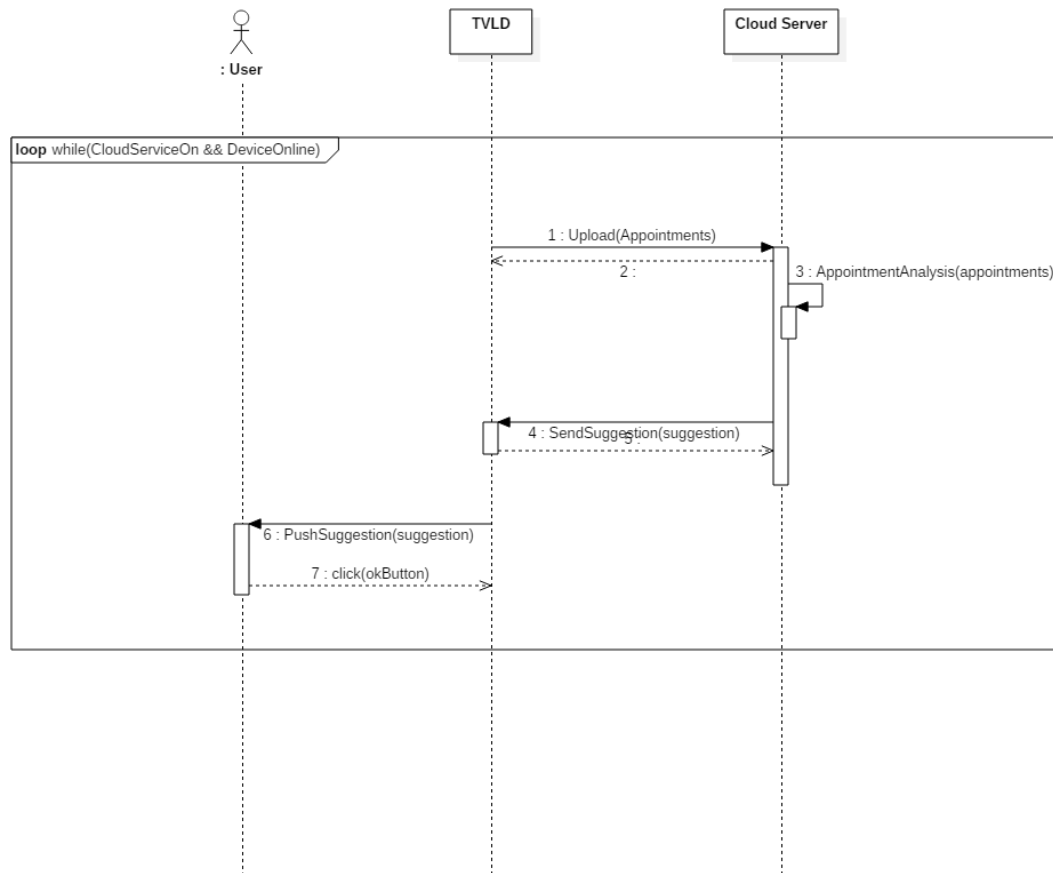 TVLD
Cloud Server
: User
loop while(CloudServiceOn && DeviceOnline)
1 : Upload(Appointments)
2 :
3 : AppointmentAnalysis(appointments)
4 : SendSuggestion(suggestion)
5 :
6 : PushSuggestion(suggestion)
7 : click(okButton)